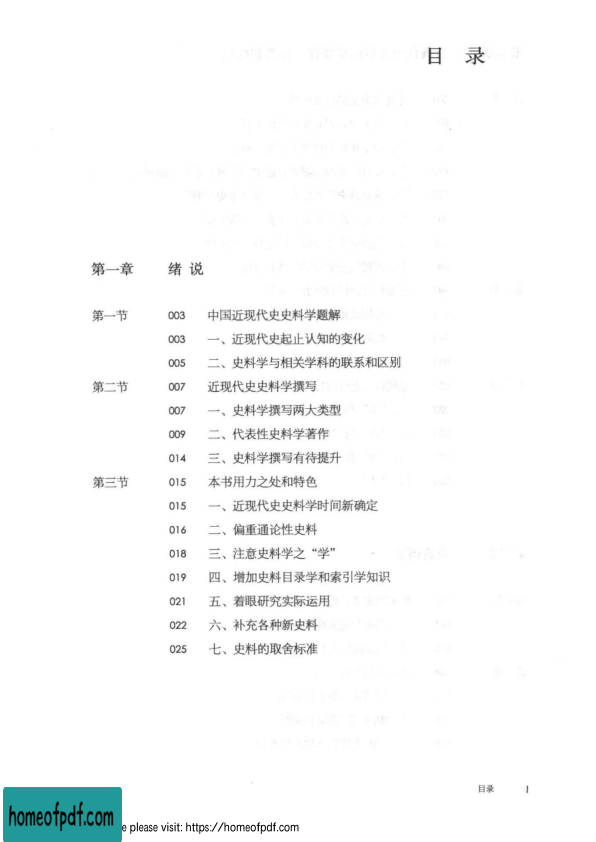 目 录
第一章 绪 说
第一节 003 中国近现代史史料学题解
003 一、近现代史起止认知的变化
005 二、史料学与相关学科的联系和区别
第二节 007 近现代史史料学撰写
007 一、史料学撰写两大类型
009 二、代表性史料学著作
014 三、史料学撰写有待提升
第三节 015 本书用力之处和特色
015 一、近现代史史料学时间新确定
016 二、偏重通论性史料
018 三、注意史料学之“学”
019 四、增加史料目录学和索引学知识
021 五、着眼研究实际运用
022 六、补充各种新史料
025 七、史料的取舍标准
目录 I
homeofpdf.com
e please visit: https://homeofpdf.com